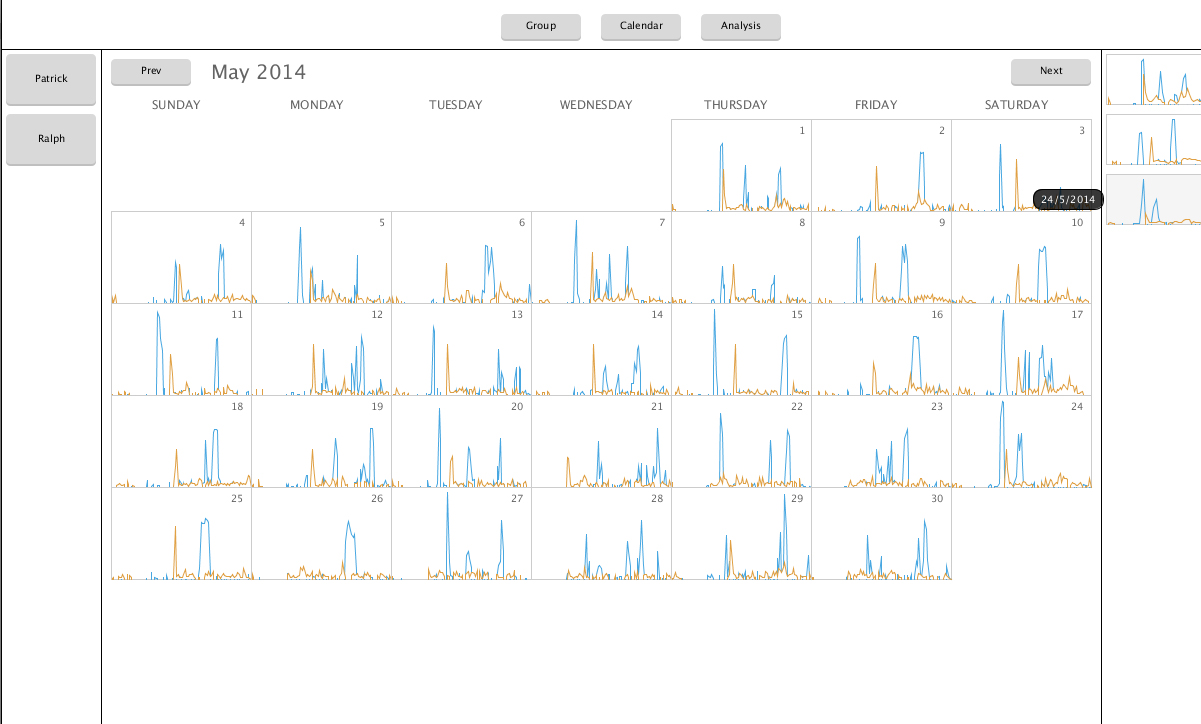 Group Calendar Analysis
Patrick
Ralph
Prev May 2014 Next
SUNDAY MONDAY TUESDAY WEDNESDAY THURSDAY FRIDAY SATURDAY
1 2 3
24/5/2014
4 5 6 7 8 9 10
11 12 13 14 15 16 17
18 19 20 21 22 23 24
25 26 27 28 29 30